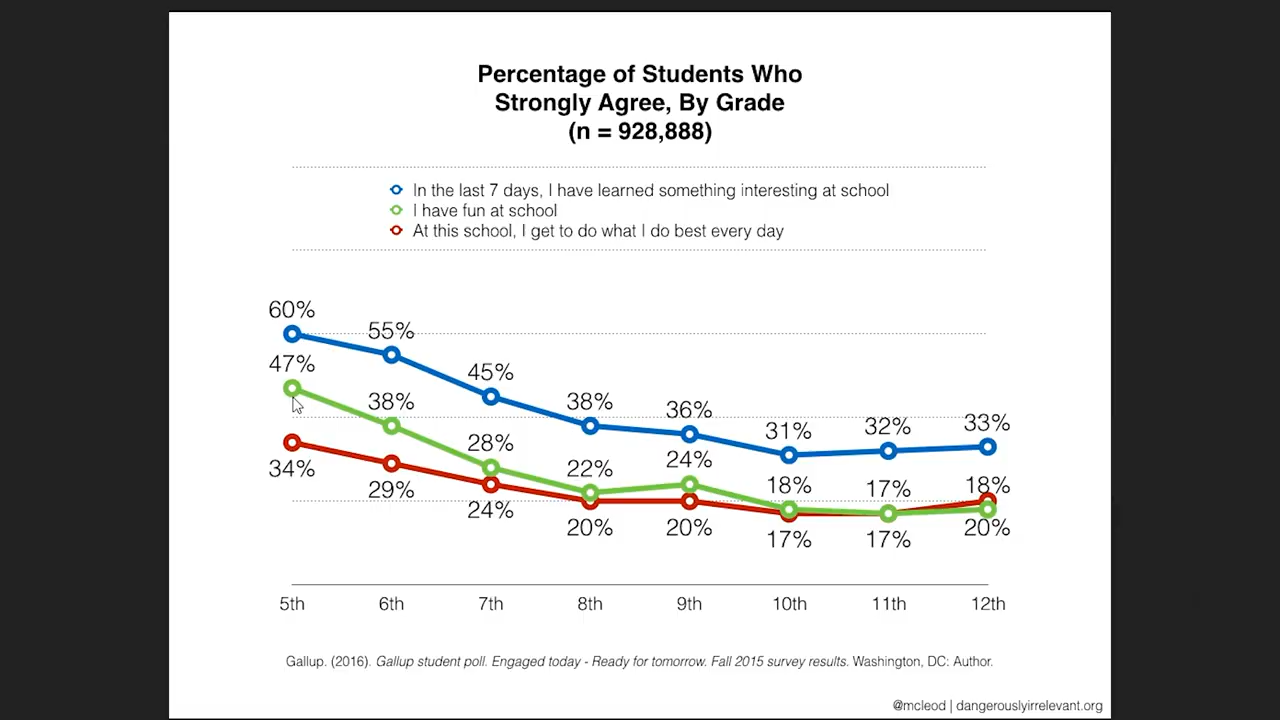 Percentage of Students Who
Strongly Agree, By Grade
(n = 928,888)
In the last 7 days, I have learned something interesting at school
I have fun at school
At this school, I get to do what I do best every day
60%
55%
47%
45%
38%
38%
36%
33%
32%
31%
28%
24%
22%
34%
29%
24%
18%
17%
18%
20%
20%
17%
17%
20%
5th 6th 7th 8th 9th 10th 11th 12th
Gallup. (2016). Gallup student poll. Engaged today - Ready for tomorrow. Fall 2015 survey results. Washington, DC: Author.
@mcleod | dangerouslyirrelevant.org